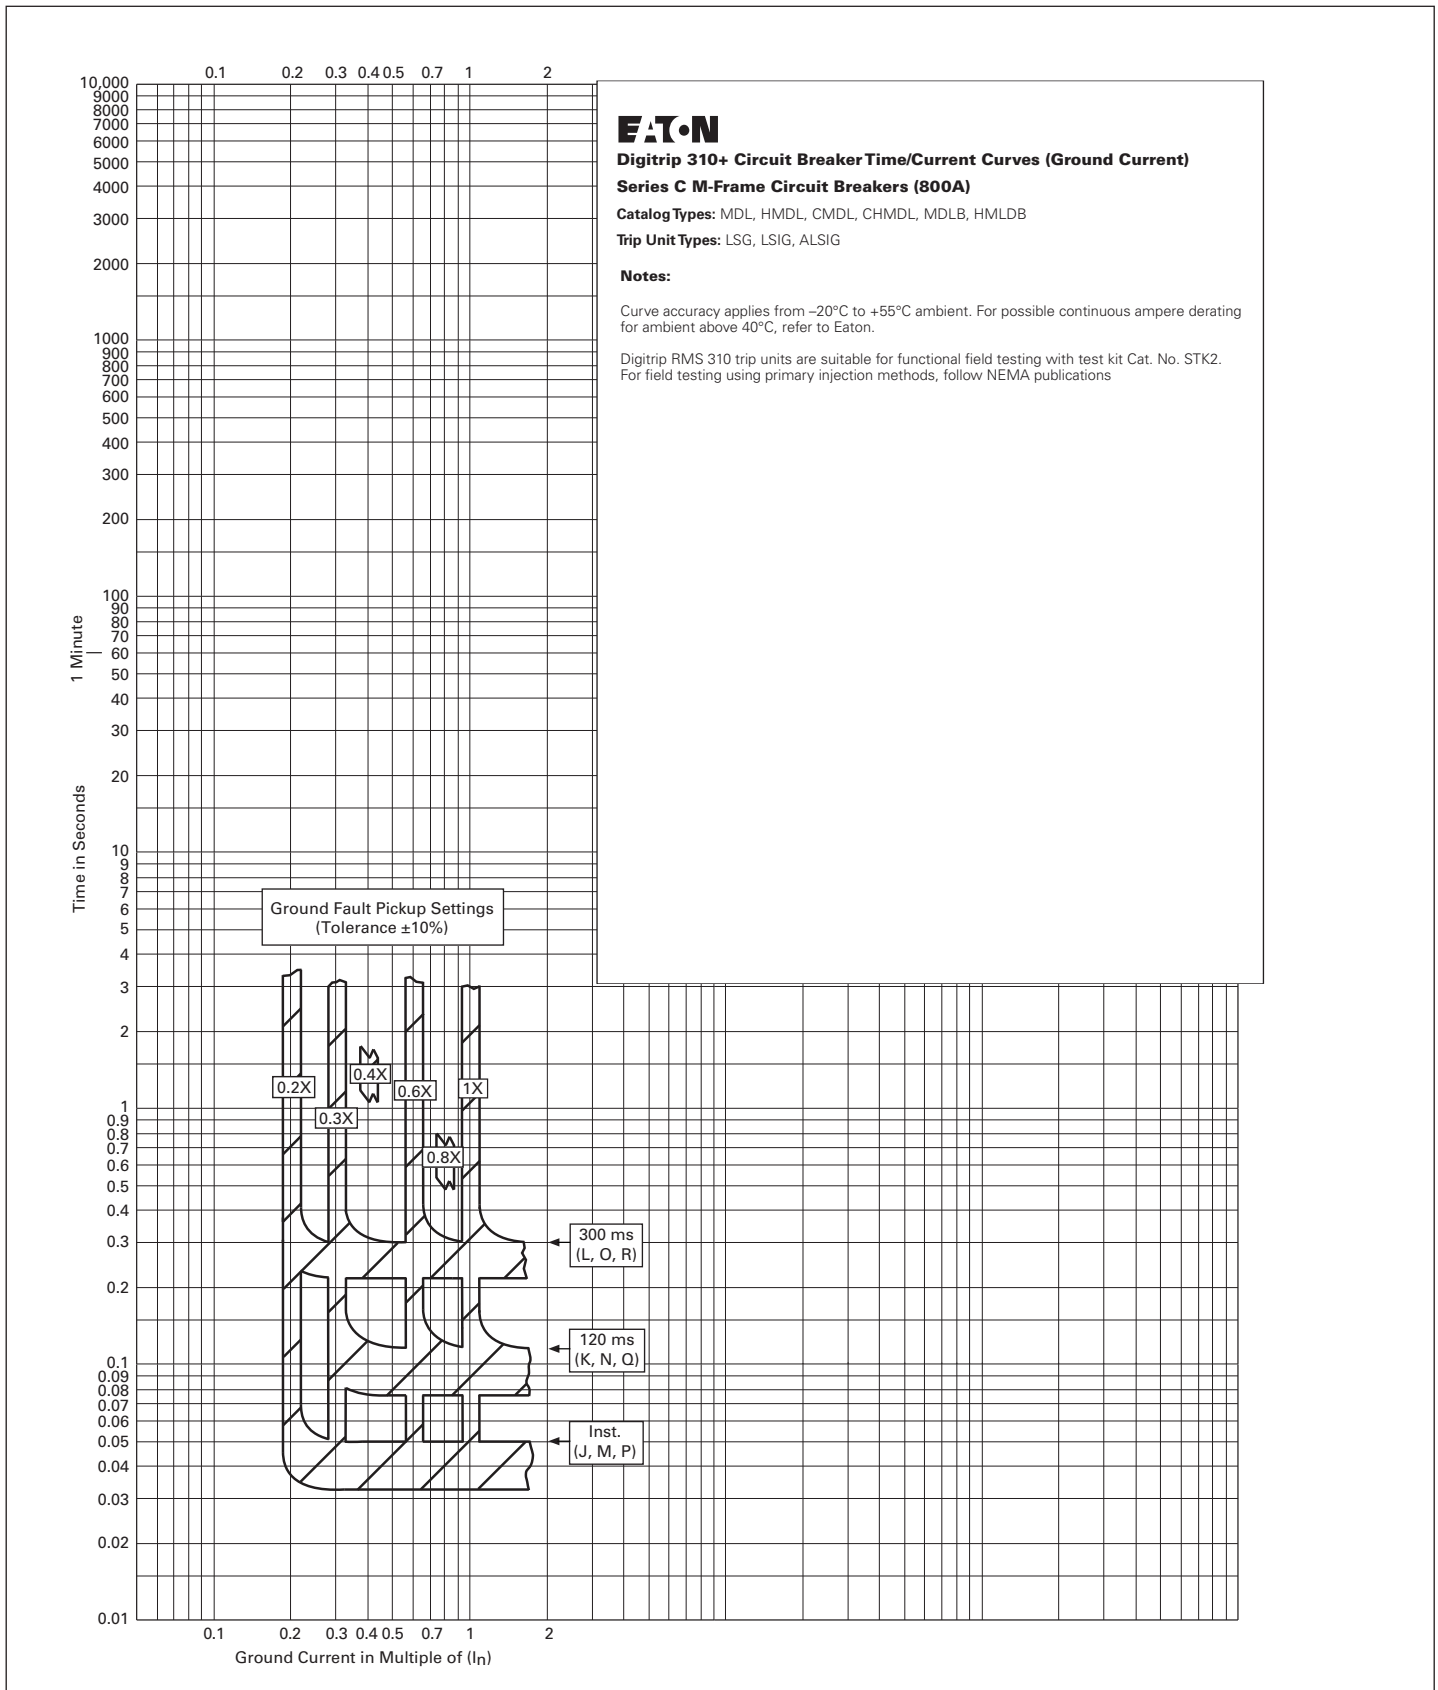 0.1 0.2 0.3 0.4 0.5 0.7 1 2
10,000
9000
8000
7000
6000
5000
4000
3000
2000
1000
900
800
700
600
500
400
300
200
100
90
80
70
60
50
40
30
20
10
9
8
7
6
5
4
3
2
1
0.9
0.8
0.7
0.6
0.5
0.4
0.3
0.2
0.1
0.09
0.08
0.07
0.06
0.05
0.04
0.03
0.02
0.01
1 Minute
Time in Seconds
EATON
Digitrip 310+ Circuit Breaker Time/Current Curves (Ground Current)
Series C M-Frame Circuit Breakers (800A)
Catalog Types: MDL, HMDL, CMDL, CHMDL, MDLB, HMLDB
Trip Unit Types: LSG, LSIG, ALSIG
Notes:
Curve accuracy applies from –20°C to +55°C ambient. For possible continuous ampere derating
for ambient above 40°C, refer to Eaton.
Digitrip RMS 310 trip units are suitable for functional field testing with test kit Cat. No. STK2.
For field testing using primary injection methods, follow NEMA publications
Ground Fault Pickup Settings
(Tolerance ±10%)
0.2X
0.3X
0.4X
0.6X
0.8X
1X
300 ms
(L, O, R)
120 ms
(K, N, Q)
Inst.
(J, M, P)
0.1 0.2 0.3 0.4 0.5 0.7 1 2
Ground Current in Multiple of (In)